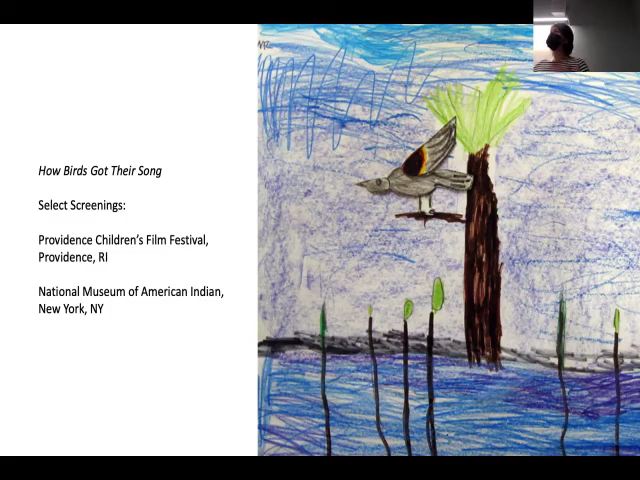 How Birds Got Their Song
Select Screenings:
Providence Children's Film Festival,
Providence, RI
National Museum of American Indian,
New York, NY